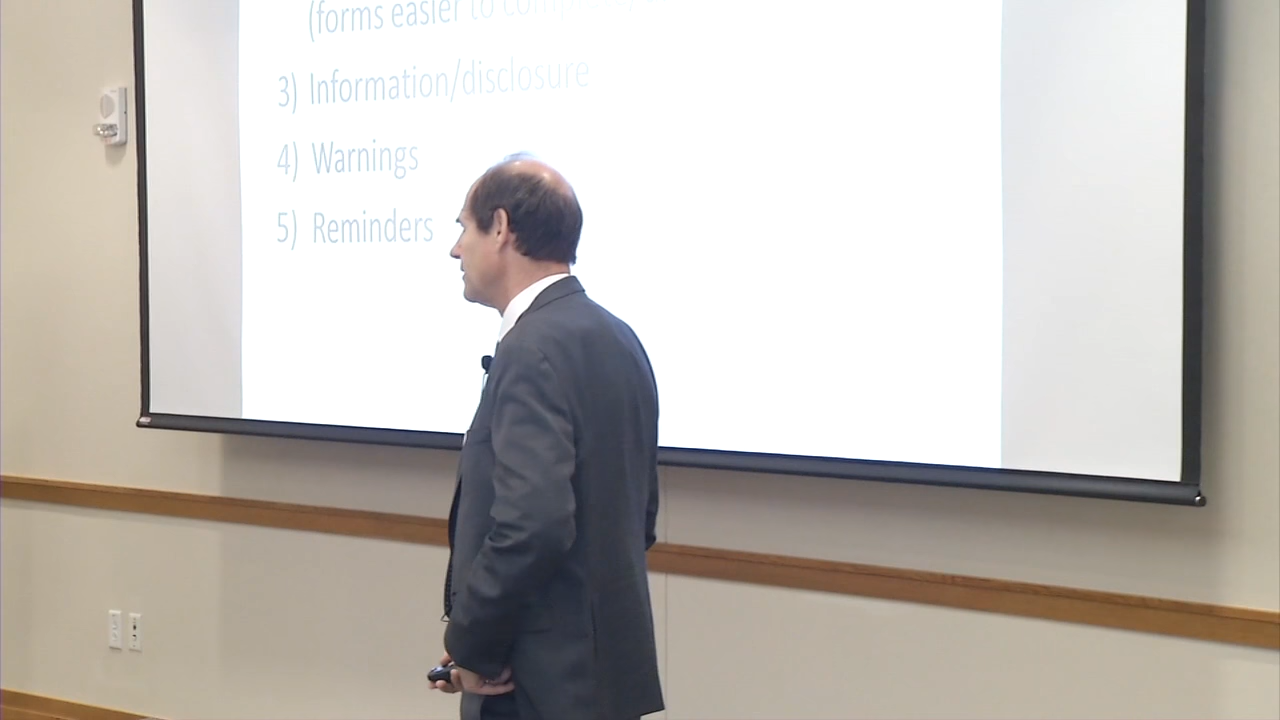 (forms easier to
3) Information/disclosure
4) Warnings
5) Reminders